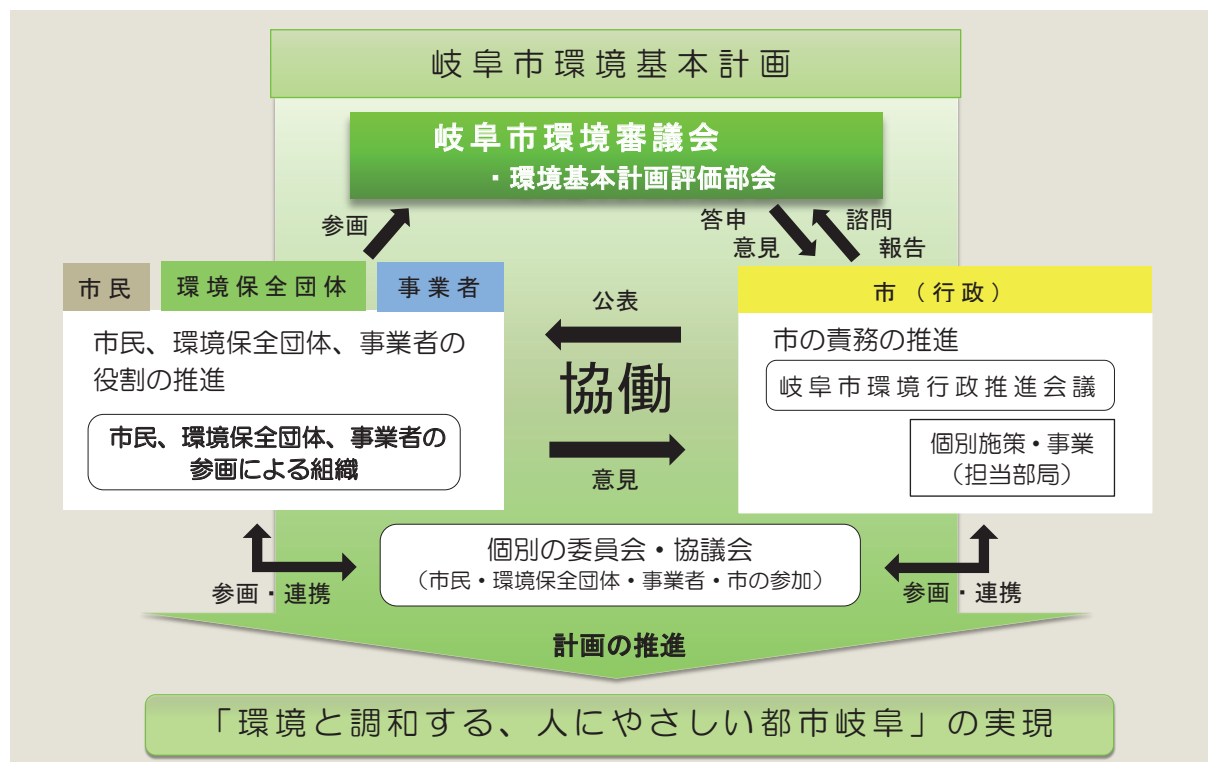 岐阜市環境基本計画
岐阜市環境審議会
・環境基本計画評価部会
参画
答申
意見
諮問
報告
市民
環境保全団体
事業者
市（行政）
市民、環境保全団体、事業者の
役割の推進
市民、環境保全団体、事業者の
参画による組織
公表
協働
意見
市の責務の推進
岐阜市環境行政推進会議
個別施策・事業
（担当部局）
個別の委員会・協議会
（市民・環境保全団体・事業者・市の参加）
参画・連携
参画・連携
計画の推進
「環境と調和する、人にやさしい都市岐阜」の実現